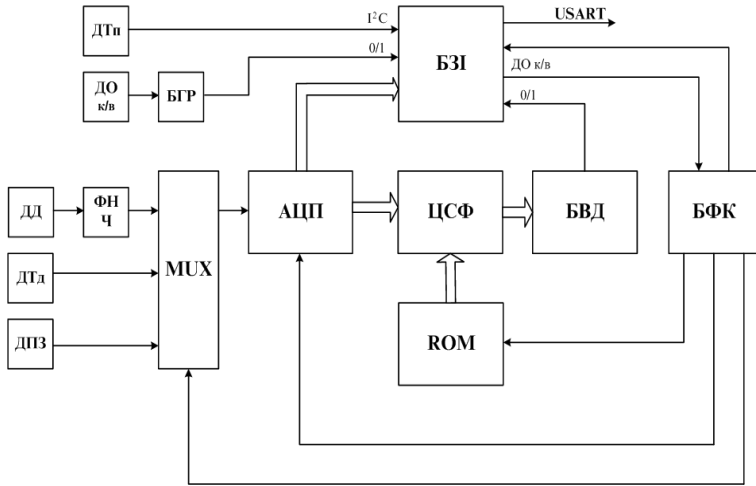 ДТп
I²C
USART
0/1
БЗІ
ДО к/в
ДО
к/в
БГР
0/1
ДД
ФН
Ч
MUX
АЦП
ЦСФ
БВД
БФК
ДТд
ДПЗ
ROM